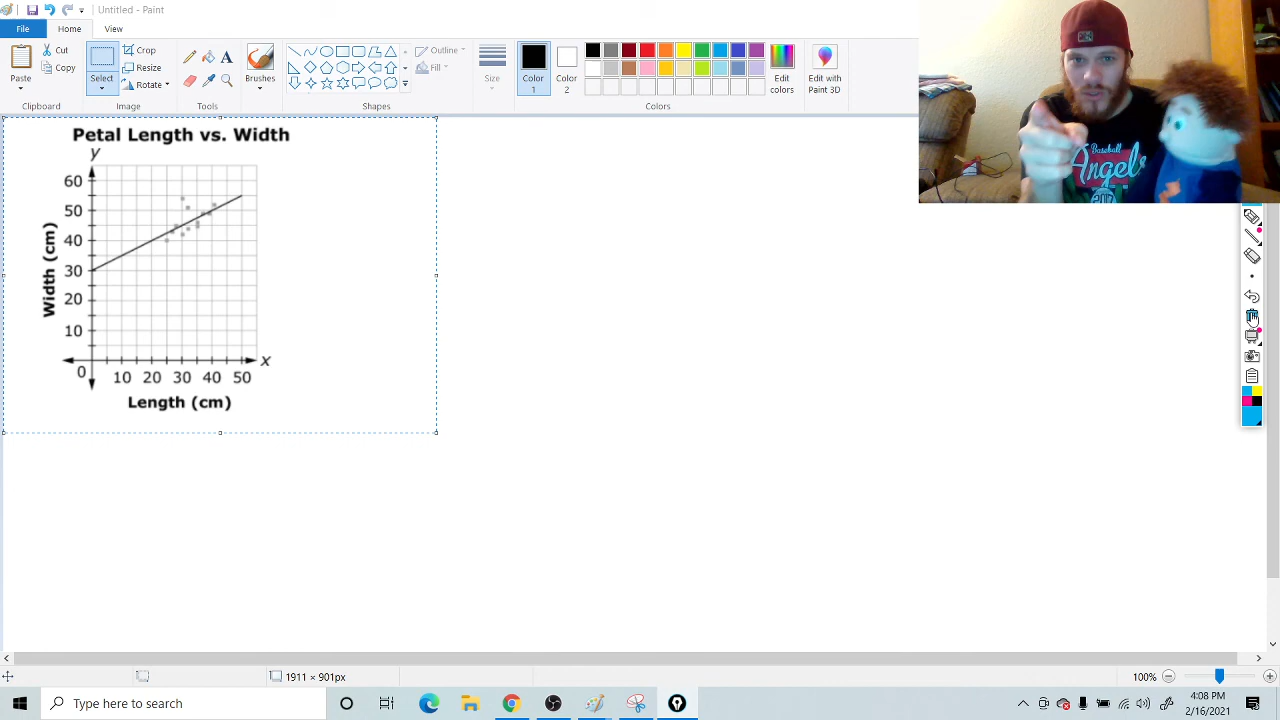 Untitled - Paint
File
Home
View
Paste
Cut
Copy
Clipboard
Select
Crop
Resize
Rotate
Image
Tools
Brushes
Shapes
Outline
Fill
Size
Color 1
Color 2
Edit colors
Edit with Paint 3D
Colors
Baseball
Angels
Petal Length vs. Width
y
60
50
40
30
20
10
0
Width (cm)
10 20 30 40 50
x
Length (cm)
1911 × 901px
100%
Type here to search
4:08 PM
2/16/2021